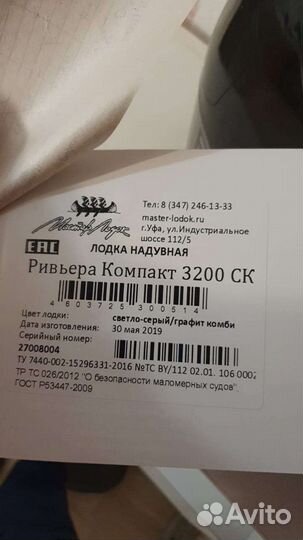 Мастер Лодок
Тел: 8 (347) 246-13-33
master-lodok.ru
г.Уфа, ул.Индустриальное
шоссе 112/5
EAC
ЛОДКА НАДУВНАЯ
Ривьера Компакт 3200 СК
4 603725 300514
Цвет лодки: светло-серый/графит комби
Дата изготовления: 30 мая 2019
Серийный номер:
27008004
ТУ 7440-002-15296331-2016 №ТС BY/112 02.01. 106 0002
ТР ТС 026/2012 "О безопасности маломерных судов"
ГОСТ Р53447-2009
Avito